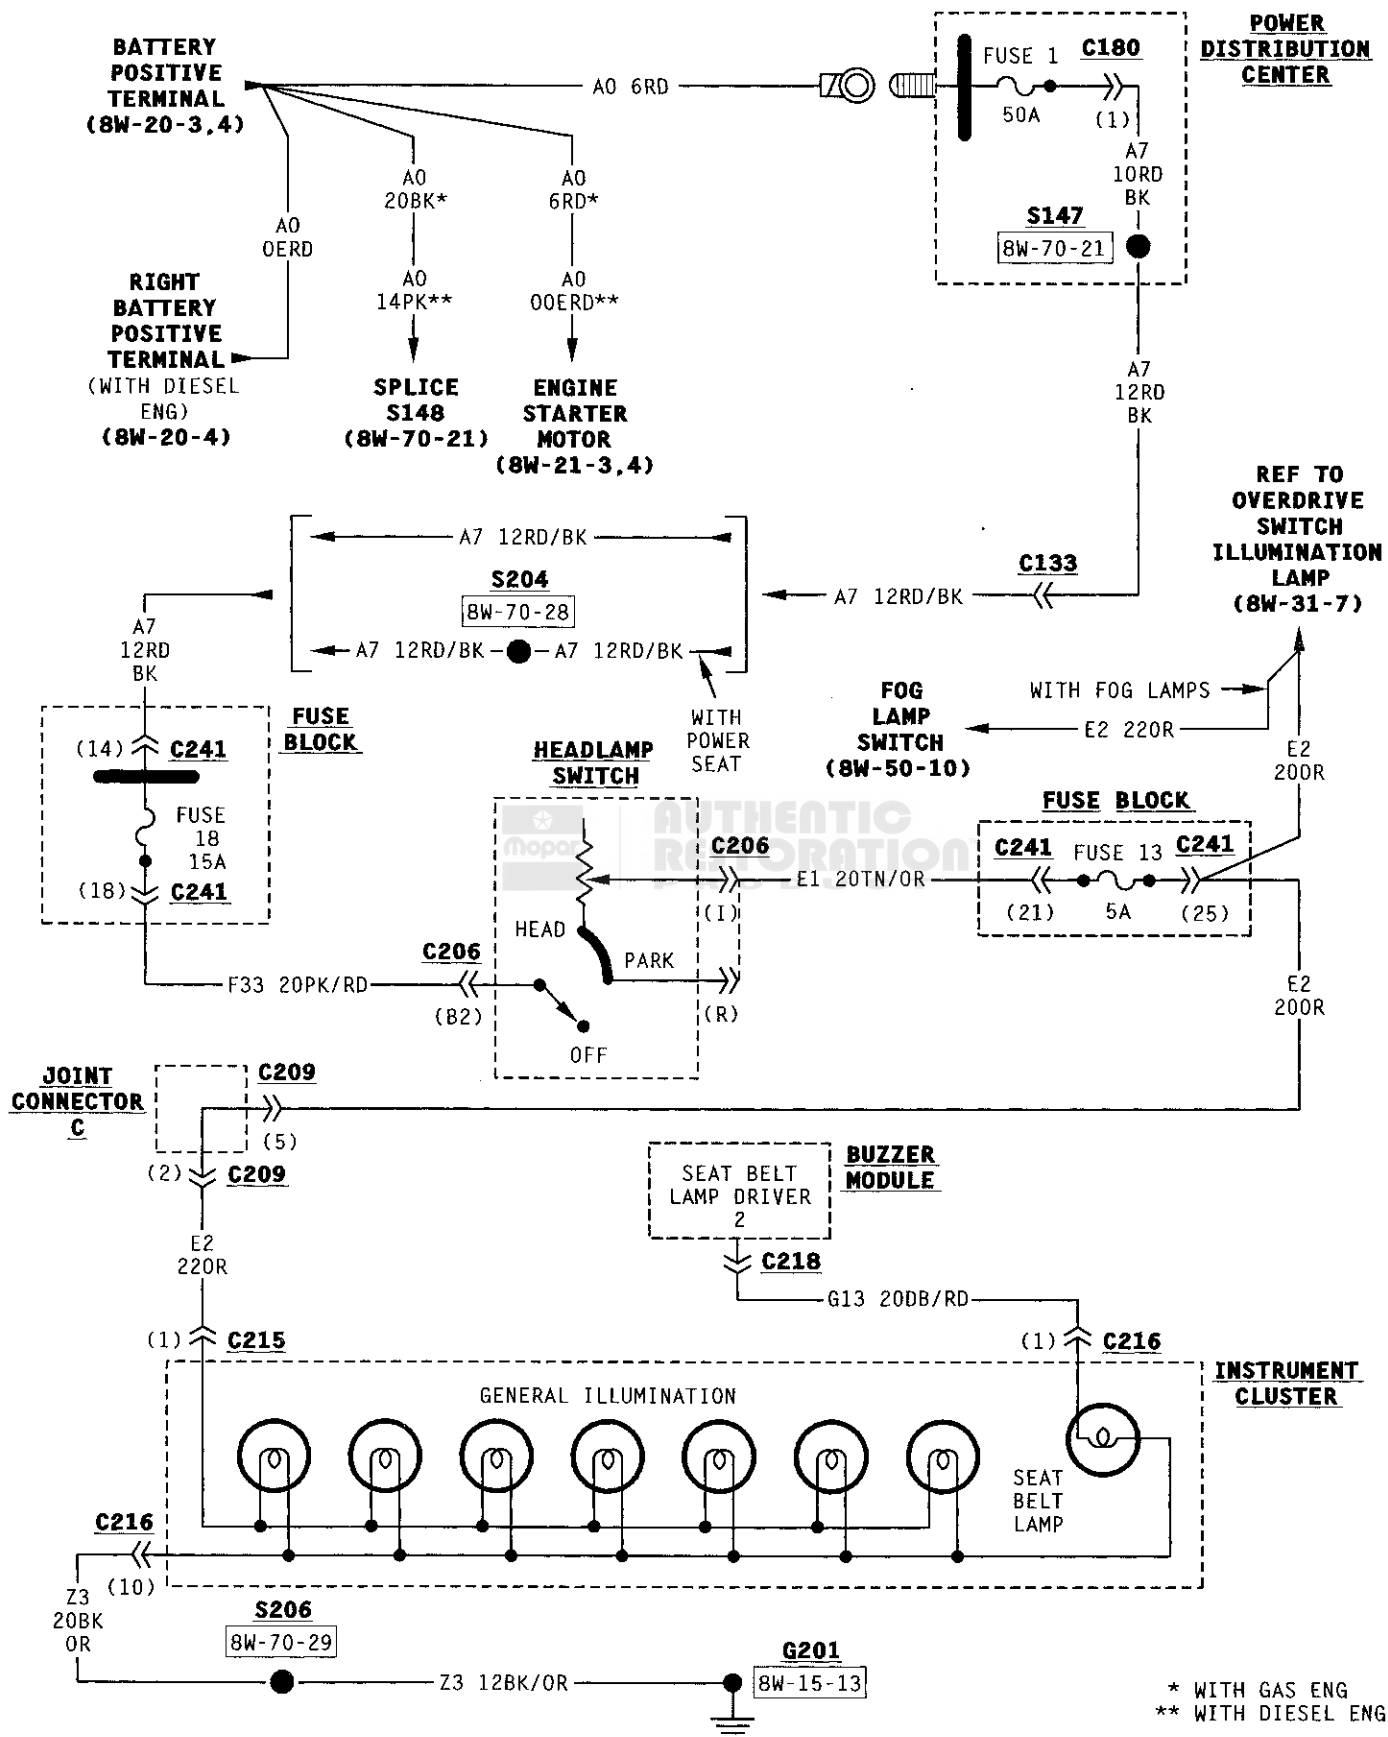 POWER
DISTRIBUTION
CENTER
BATTERY
POSITIVE
TERMINAL
(8W-20-3,4)
A0 6RD
FUSE 1
C180
50A
(1)
A7
10RD
BK
S147
8W-70-21
A0
20BK*
A0
6RD*
A0
0ERD
A0
14PK**
A0
00ERD**
RIGHT
BATTERY
POSITIVE
TERMINAL
(WITH DIESEL
ENG)
(8W-20-4)
SPLICE
S148
(8W-70-21)
ENGINE
STARTER
MOTOR
(8W-21-3,4)
A7
12RD
BK
REF TO
OVERDRIVE
SWITCH
ILLUMINATION
LAMP
(8W-31-7)
A7 12RD/BK
S204
8W-70-28
A7 12RD/BK
A7 12RD/BK
C133
A7 12RD/BK
A7
12RD
BK
WITH
POWER
SEAT
WITH FOG LAMPS
FOG
LAMP
SWITCH
(8W-50-10)
E2 22OR
E2
20OR
FUSE
BLOCK
(14)
C241
FUSE
18
15A
(18)
C241
HEADLAMP
SWITCH
Mopar
AUTHENTIC
RESTORATION
PRODUCT
HEAD
PARK
OFF
C206
(I)
(R)
E1 20TN/OR
FUSE BLOCK
C241
FUSE 13
C241
(21)
5A
(25)
C206
F33 20PK/RD
(B2)
E2
20OR
JOINT
CONNECTOR
C
C209
(5)
(2)
C209
E2
22OR
SEAT BELT
LAMP DRIVER
2
BUZZER
MODULE
C218
G13 20DB/RD
(1)
C215
(1)
C216
INSTRUMENT
CLUSTER
GENERAL ILLUMINATION
SEAT
BELT
LAMP
C216
(10)
Z3
20BK
OR
S206
8W-70-29
Z3 12BK/OR
G201
8W-15-13
* WITH GAS ENG
** WITH DIESEL ENG